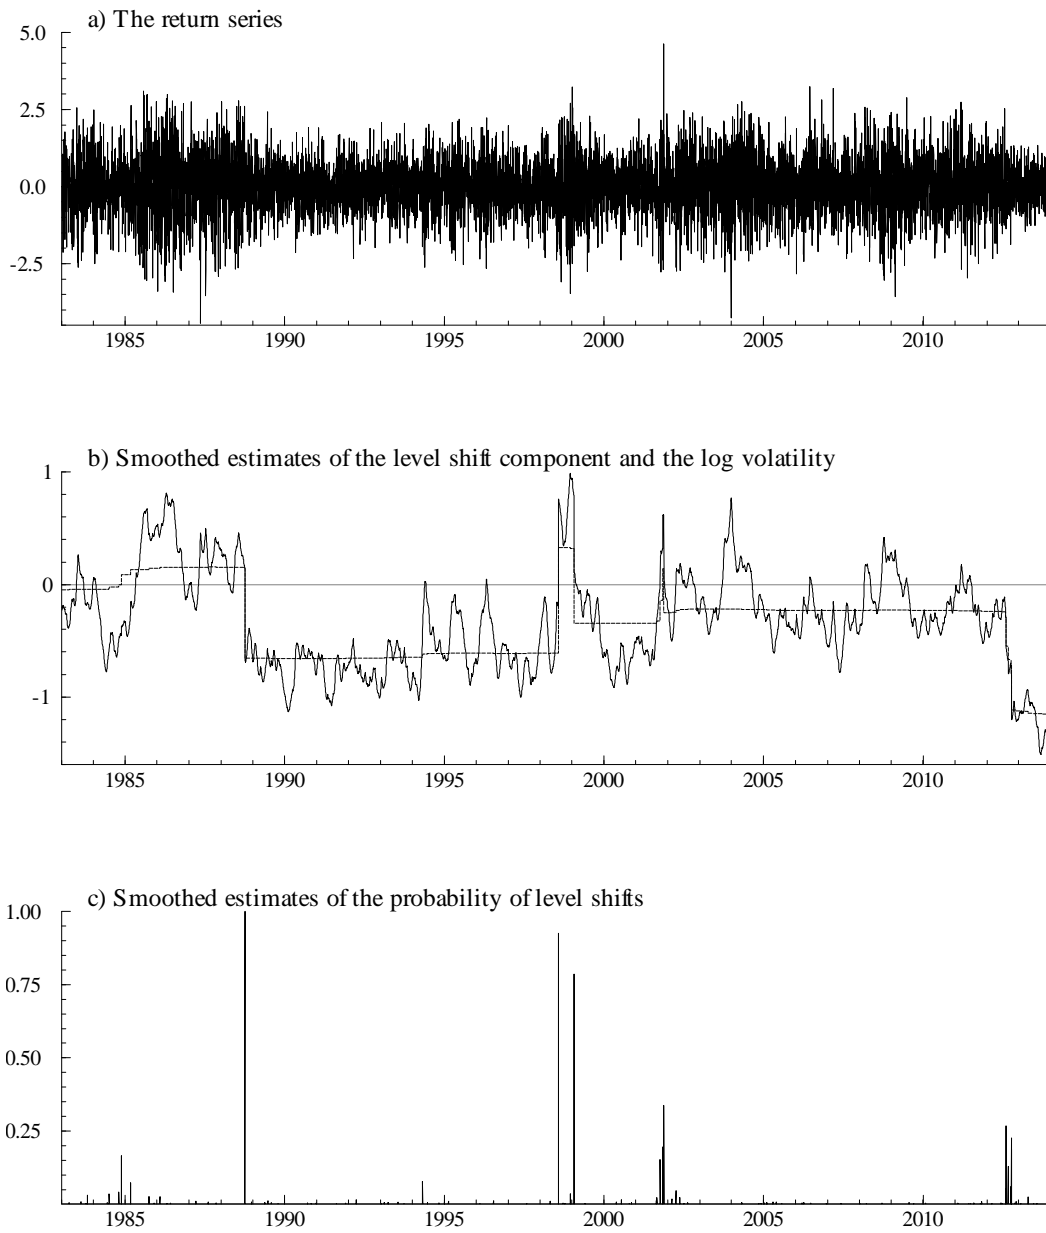 a) The return series
5.0
2.5
0.0
-2.5
1985 1990 1995 2000 2005 2010
b) Smoothed estimates of the level shift component and the log volatility
1
0
-1
1985 1990 1995 2000 2005 2010
c) Smoothed estimates of the probability of level shifts
1.00
0.75
0.50
0.25
1985 1990 1995 2000 2005 2010